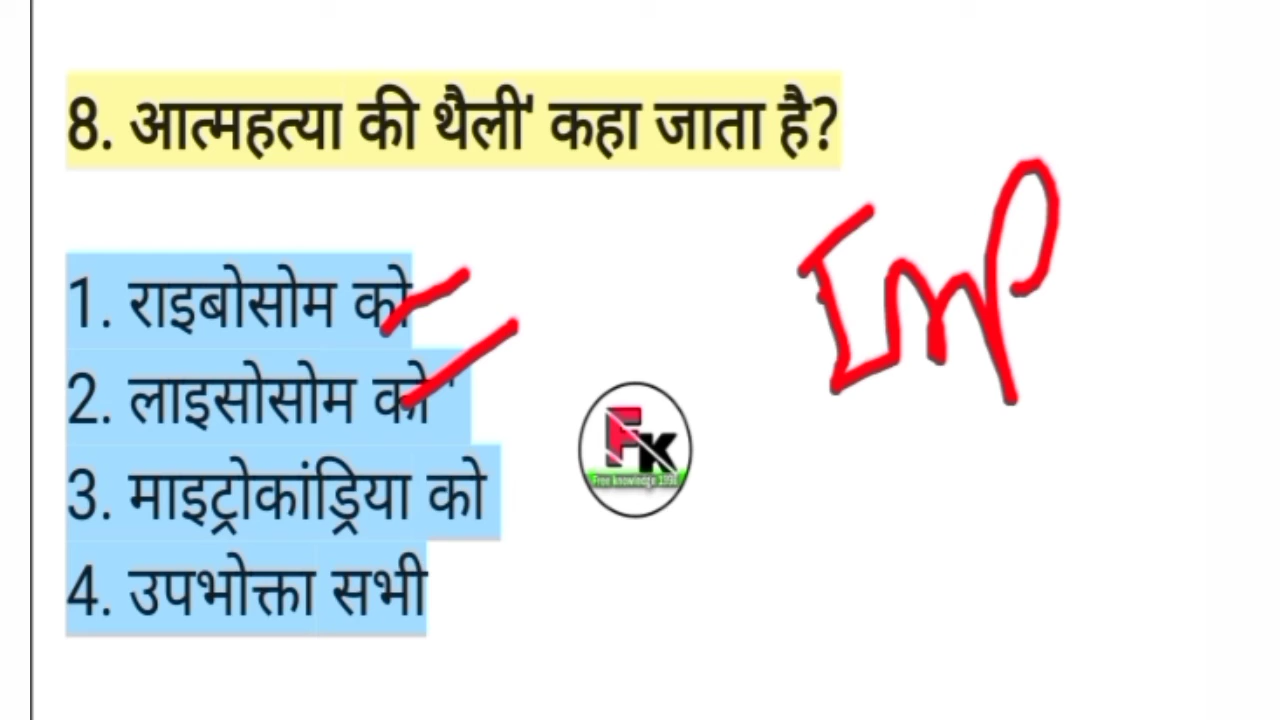 8. आत्महत्या की थैली' कहा जाता है?
Imp
1. राइबोसोम को
2. लाइसोसोम को'
3. माइट्रोकांड्रिया को
4. उपभोक्ता सभी
FK
Free knowledge 1998